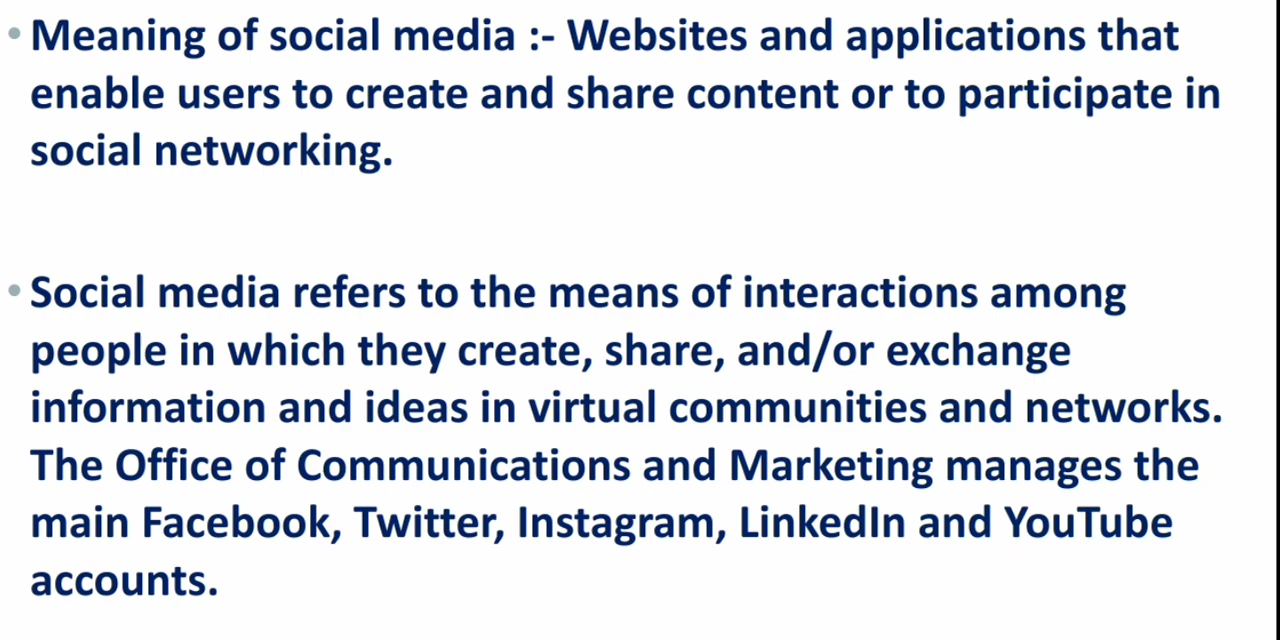 • Meaning of social media :- Websites and applications that
enable users to create and share content or to participate in
social networking.
• Social media refers to the means of interactions among
people in which they create, share, and/or exchange
information and ideas in virtual communities and networks.
The Office of Communications and Marketing manages the
main Facebook, Twitter, Instagram, LinkedIn and YouTube
accounts.